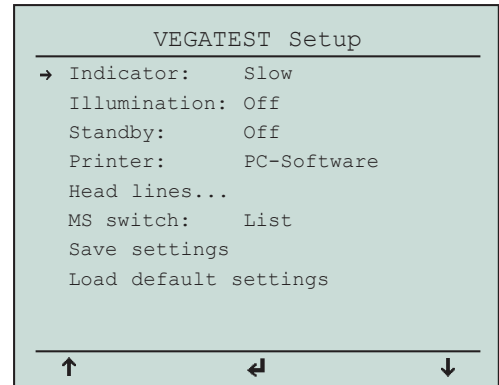 VEGATEST Setup
→ Indicator: Slow
Illumination: Off
Standby: Off
Printer: PC-Software
Head lines...
MS switch: List
Save settings
Load default settings
↑ ↵ ↓